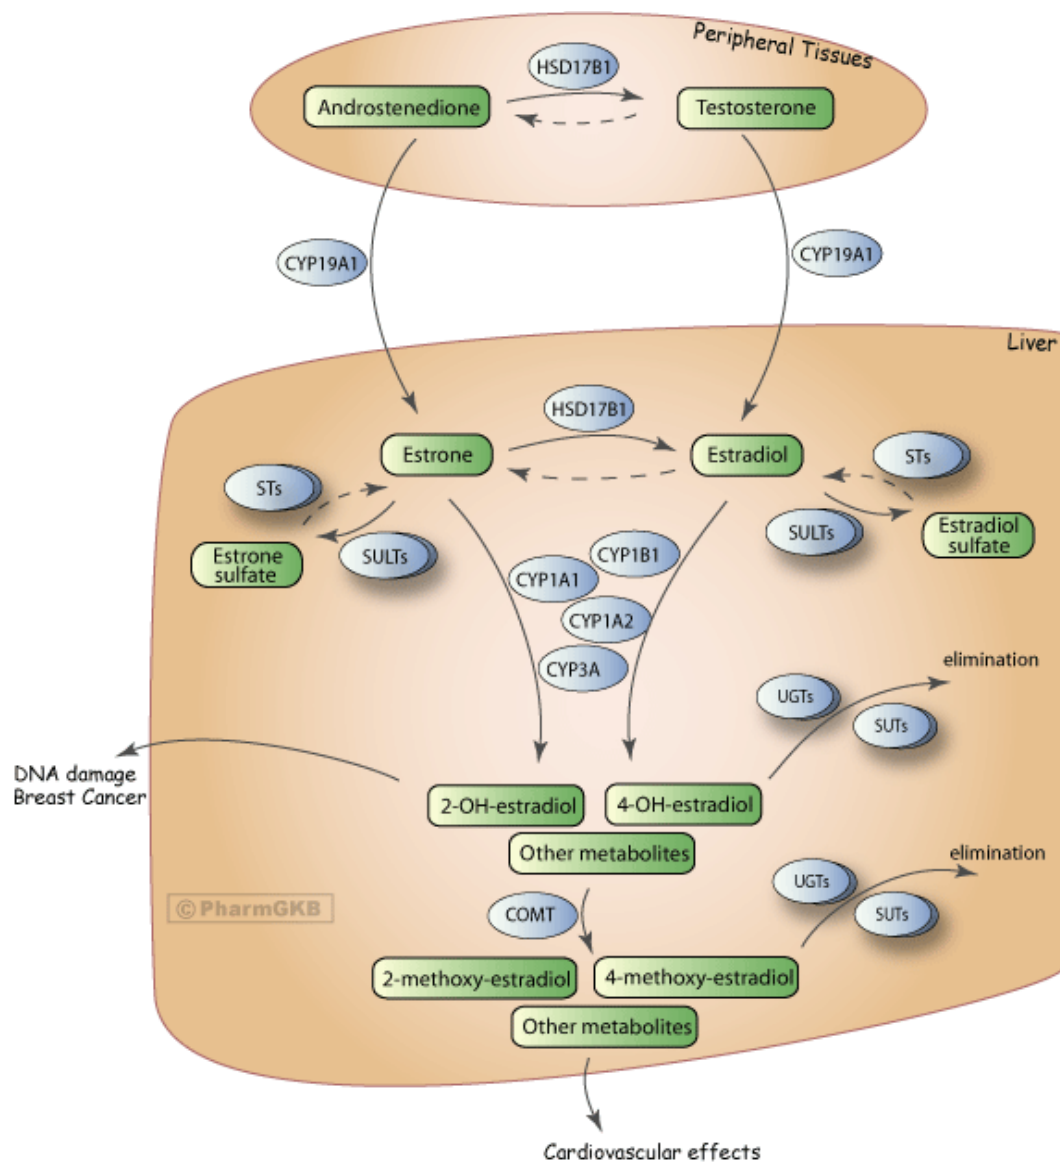 Peripheral Tissues
HSD17B1
Androstenedione
Testosterone
CYP19A1
CYP19A1
Liver
HSD17B1
Estrone
Estradiol
STs
STs
SULTs
SULTs
Estrone
sulfate
Estradiol
sulfate
CYP1B1
CYP1A1
CYP1A2
CYP3A
elimination
UGTs
SUTs
DNA damage
Breast Cancer
2-OH-estradiol
4-OH-estradiol
Other metabolites
elimination
UGTs
SUTs
© PharmGKB
COMT
2-methoxy-estradiol
4-methoxy-estradiol
Other metabolites
Cardiovascular effects